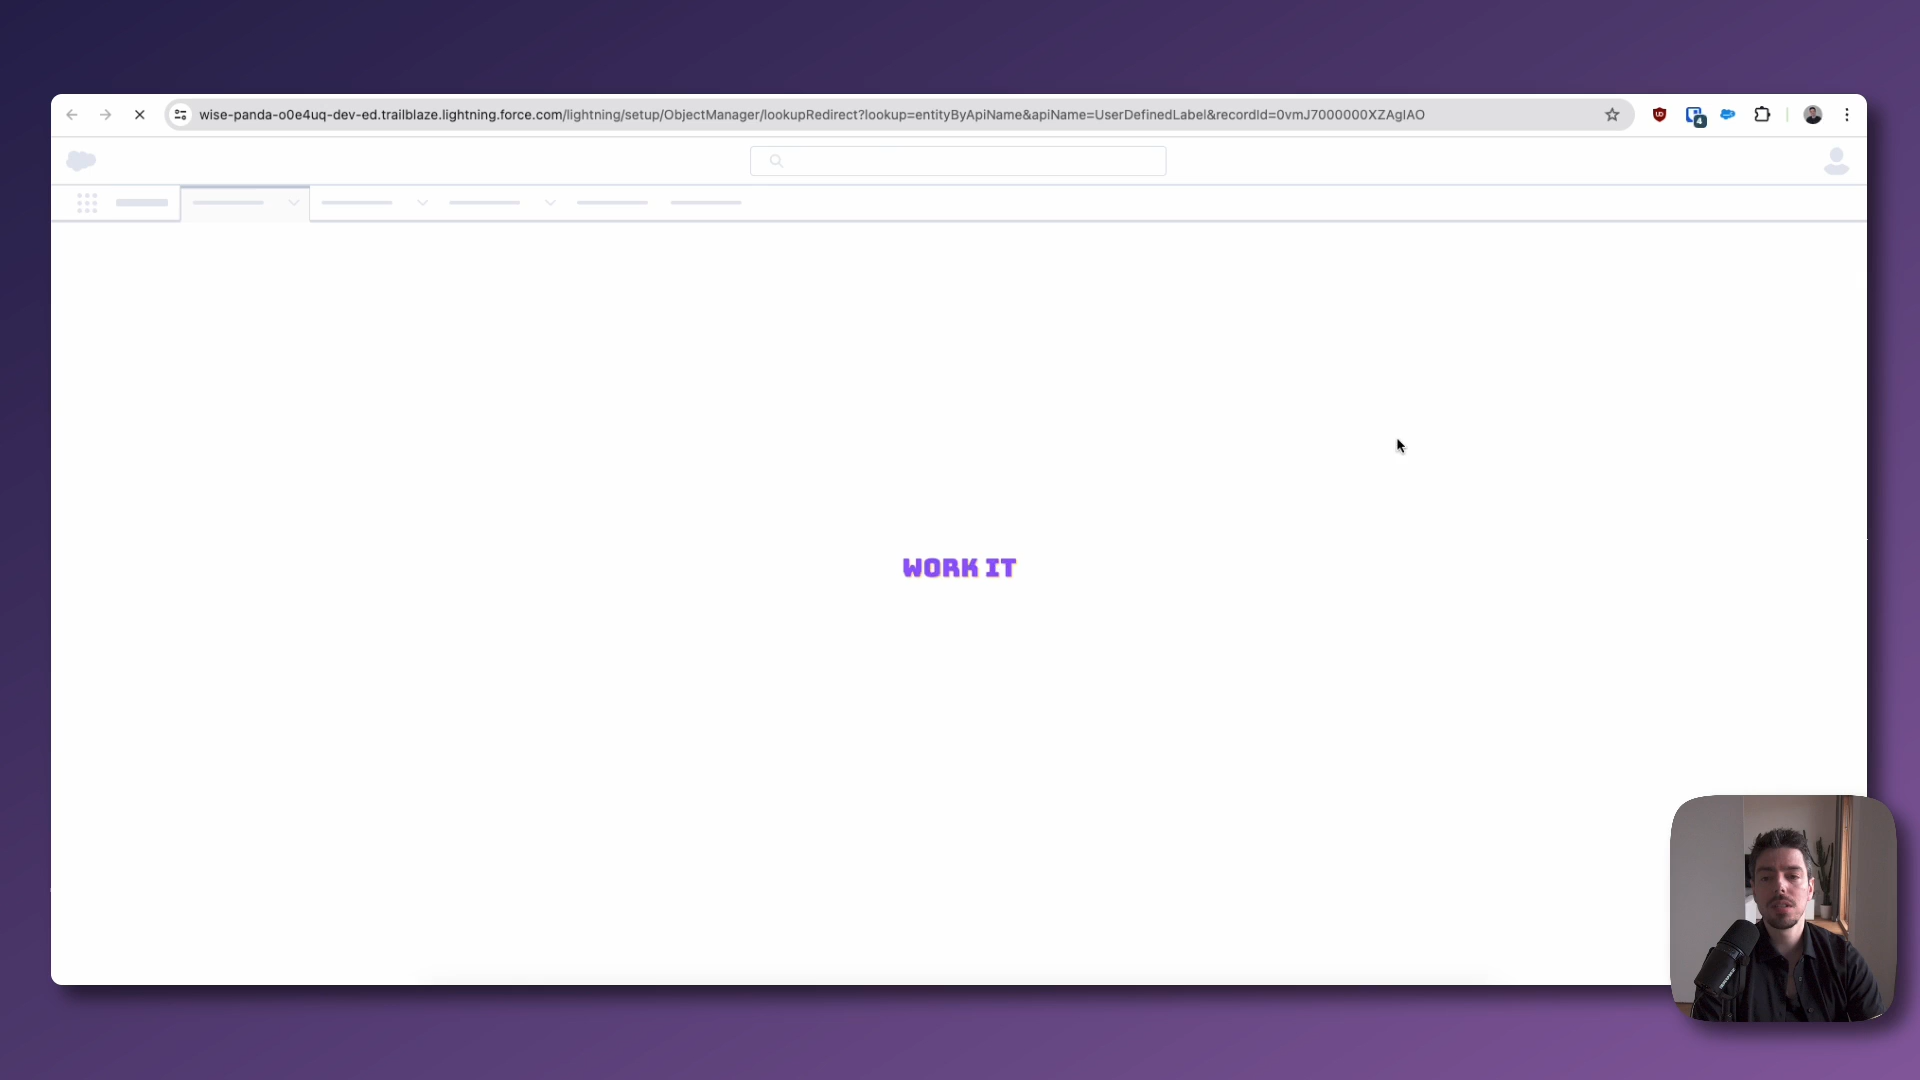 wise-panda-o0e4uq-dev-ed.trailblaze.lightning.force.com/lightning/setup/ObjectManager/lookupRedirect?lookup=entityByApiName&apiName=UserDefinedLabel&recordId=0vmJ7000000XZAgIAO
4
WORK IT